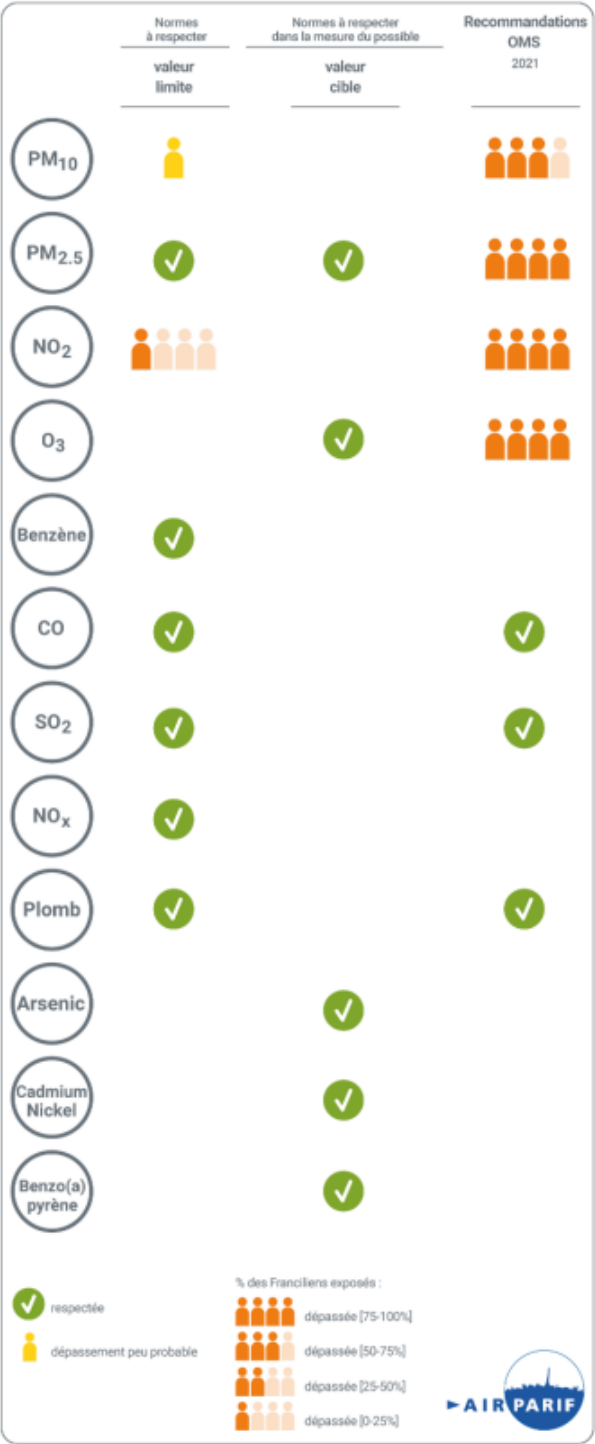 Normes
à respecter
valeur
limite
Normes à respecter
dans la mesure du possible
valeur
cible
Recommandations
OMS
2021
PM10
PM2.5
NO2
O3
Benzène
CO
SO2
NOx
Plomb
Arsenic
Cadmium
Nickel
Benzo(a)
pyrène
respectée
dépassement peu probable
% des Franciliens exposés :
dépassée [75-100%]
dépassée [50-75%]
dépassée [25-50%]
dépassée [0-25%]
AIRPARIF